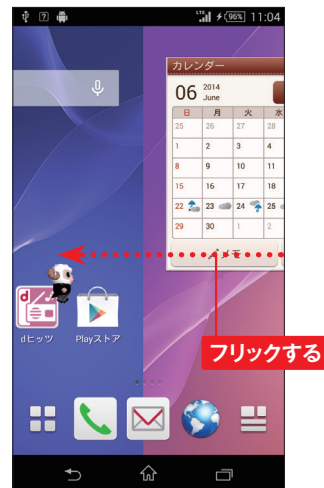 LTE 96% 11:04
カレンダー
06 2014 June
日 月 火 水
25 26 27 28
1 2 3 4
8 9 10 11
15 16 17 18
22 23 24 25
29 30 1 2
メモ
d
dヒッツ Playストア
フリックする